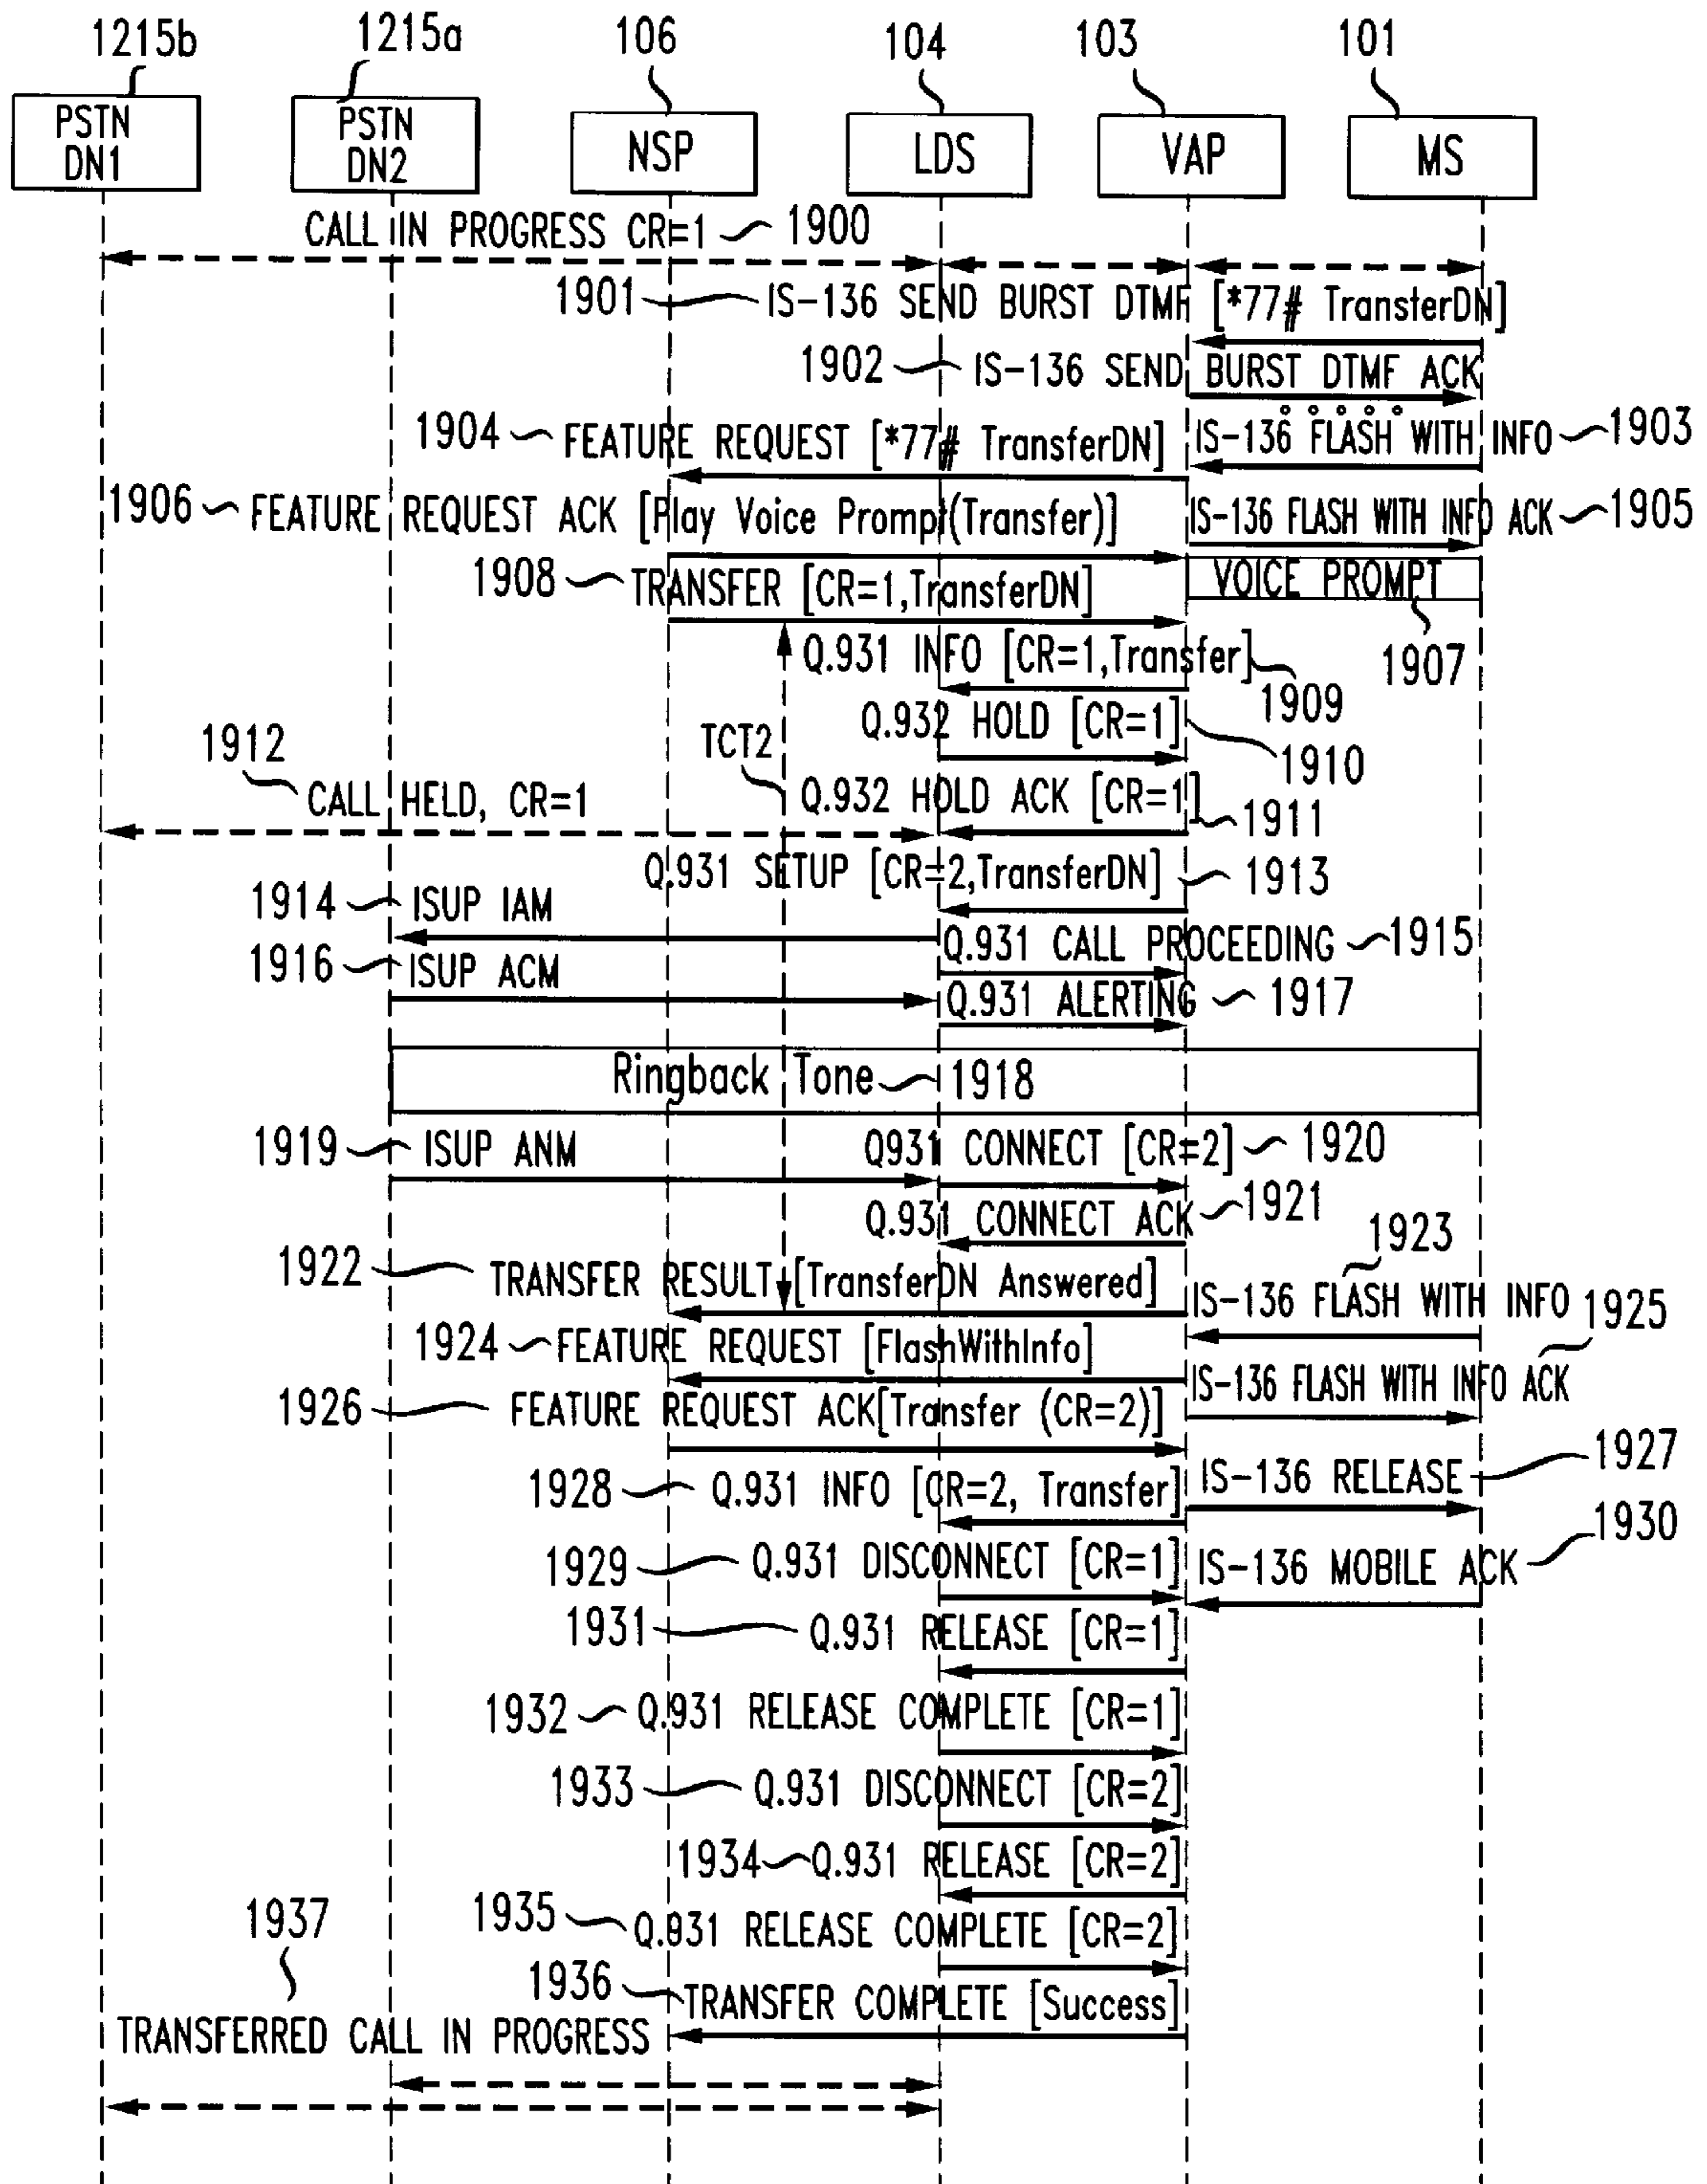 1215b 1215a 106 104 103 101
PSTN DN1
PSTN DN2
NSP
LDS
VAP
MS
CALL IN PROGRESS CR=1 1900
1901 IS-136 SEND BURST DTMF [*77# TransferDN]
1902 IS-136 SEND BURST DTMF ACK
1904 FEATURE REQUEST [*77# TransferDN]
IS-136 FLASH WITH INFO 1903
1906 FEATURE REQUEST ACK [Play Voice Prompt(Transfer)]
IS-136 FLASH WITH INFO ACK 1905
1908 TRANSFER [CR=1,TransferDN]
VOICE PROMPT
1907
Q.931 INFO [CR=1,Transfer]
1909
Q.932 HOLD [CR=1]
1910
TCT2
1912
CALL HELD, CR=1
Q.932 HOLD ACK [CR=1]
1911
Q.931 SETUP [CR=2,TransferDN] 1913
1914 ISUP IAM
Q.931 CALL PROCEEDING 1915
1916 ISUP ACM
Q.931 ALERTING 1917
Ringback Tone 1918
1919 ISUP ANM
Q931 CONNECT [CR=2] 1920
Q.931 CONNECT ACK 1921
1923
1922 TRANSFER RESULT [TransferDN Answered]
IS-136 FLASH WITH INFO
1925
1924 FEATURE REQUEST [FlashWithInfo]
IS-136 FLASH WITH INFO ACK
1926 FEATURE REQUEST ACK[Transfer (CR=2)]
1927
IS-136 RELEASE
1928 Q.931 INFO [CR=2, Transfer]
1930
1929 Q.931 DISCONNECT [CR=1]
IS-136 MOBILE ACK
1931 Q.931 RELEASE [CR=1]
1932 Q.931 RELEASE COMPLETE [CR=1]
1933 Q.931 DISCONNECT [CR=2]
1934 Q.931 RELEASE [CR=2]
1935 Q.931 RELEASE COMPLETE [CR=2]
1936 TRANSFER COMPLETE [Success]
1937
TRANSFERRED CALL IN PROGRESS